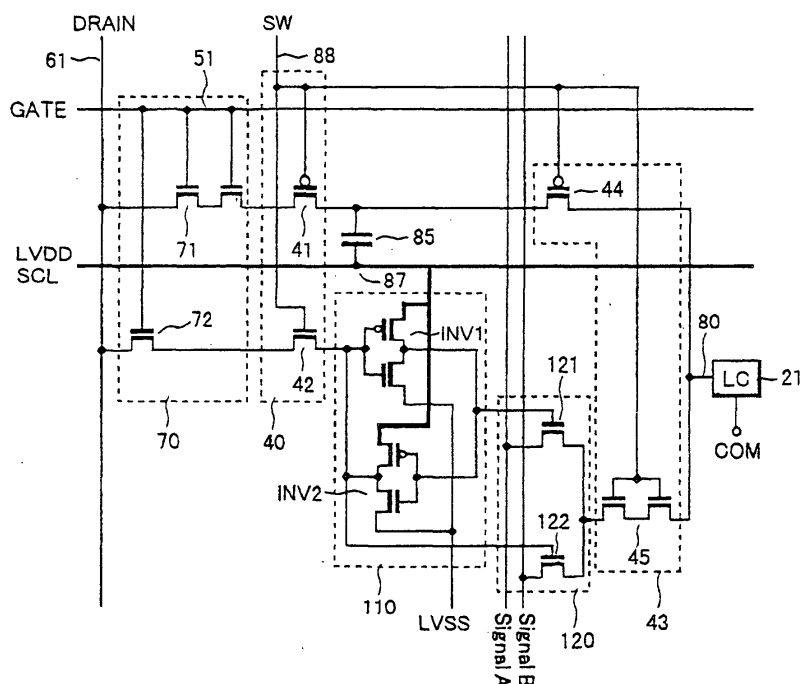 DRAIN
SW
61
51
88
GATE
71
41
44
85
LVDD
SCL
87
72
INV1
42
80
LC
21
121
COM
70
40
INV2
122
45
110
LVSS
Signal A
Signal B
120
43